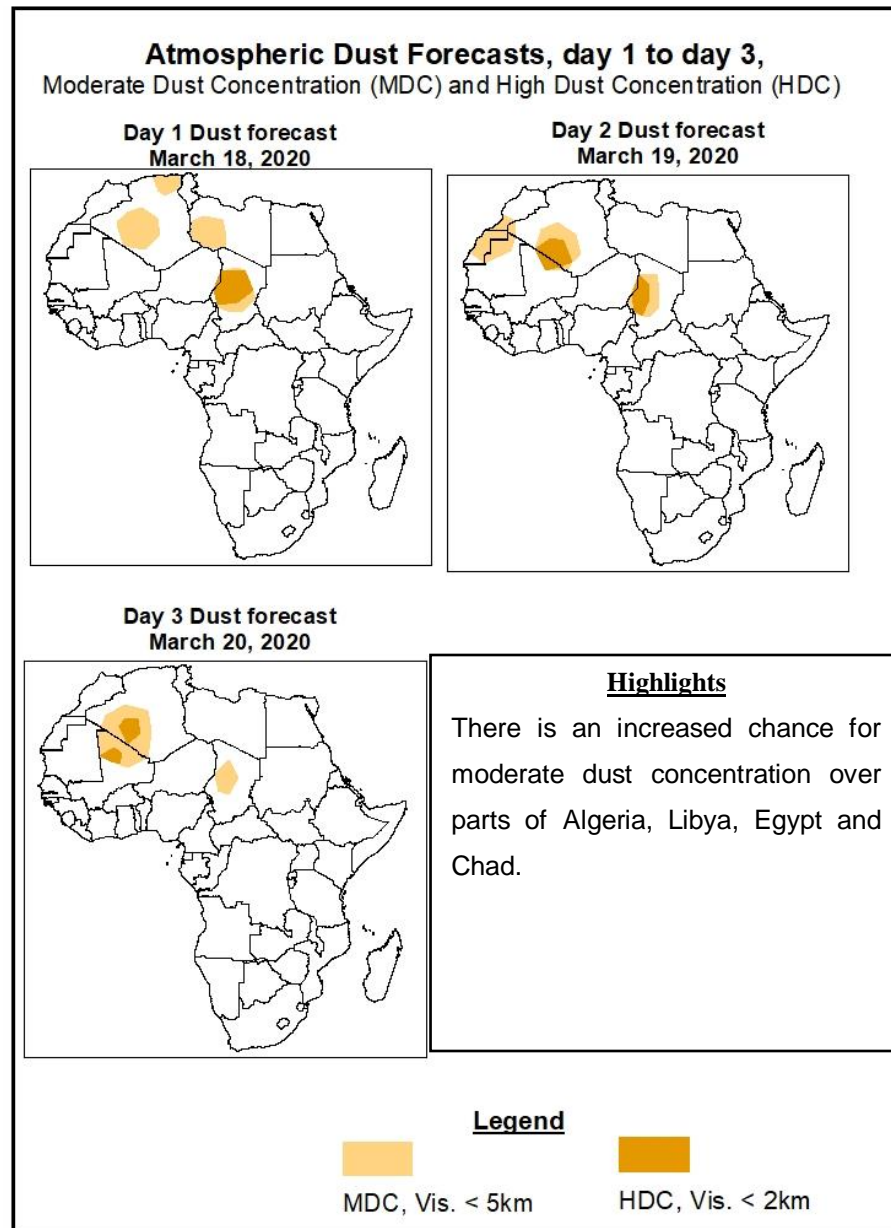 Atmospheric Dust Forecasts, day 1 to day 3,
Moderate Dust Concentration (MDC) and High Dust Concentration (HDC)
Day 1 Dust forecast
March 18, 2020
Day 2 Dust forecast
March 19, 2020
Day 3 Dust forecast
March 20, 2020
Highlights
There is an increased chance for
moderate dust concentration over
parts of Algeria, Libya, Egypt and
Chad.
Legend
MDC, Vis. < 5km
HDC, Vis. < 2km